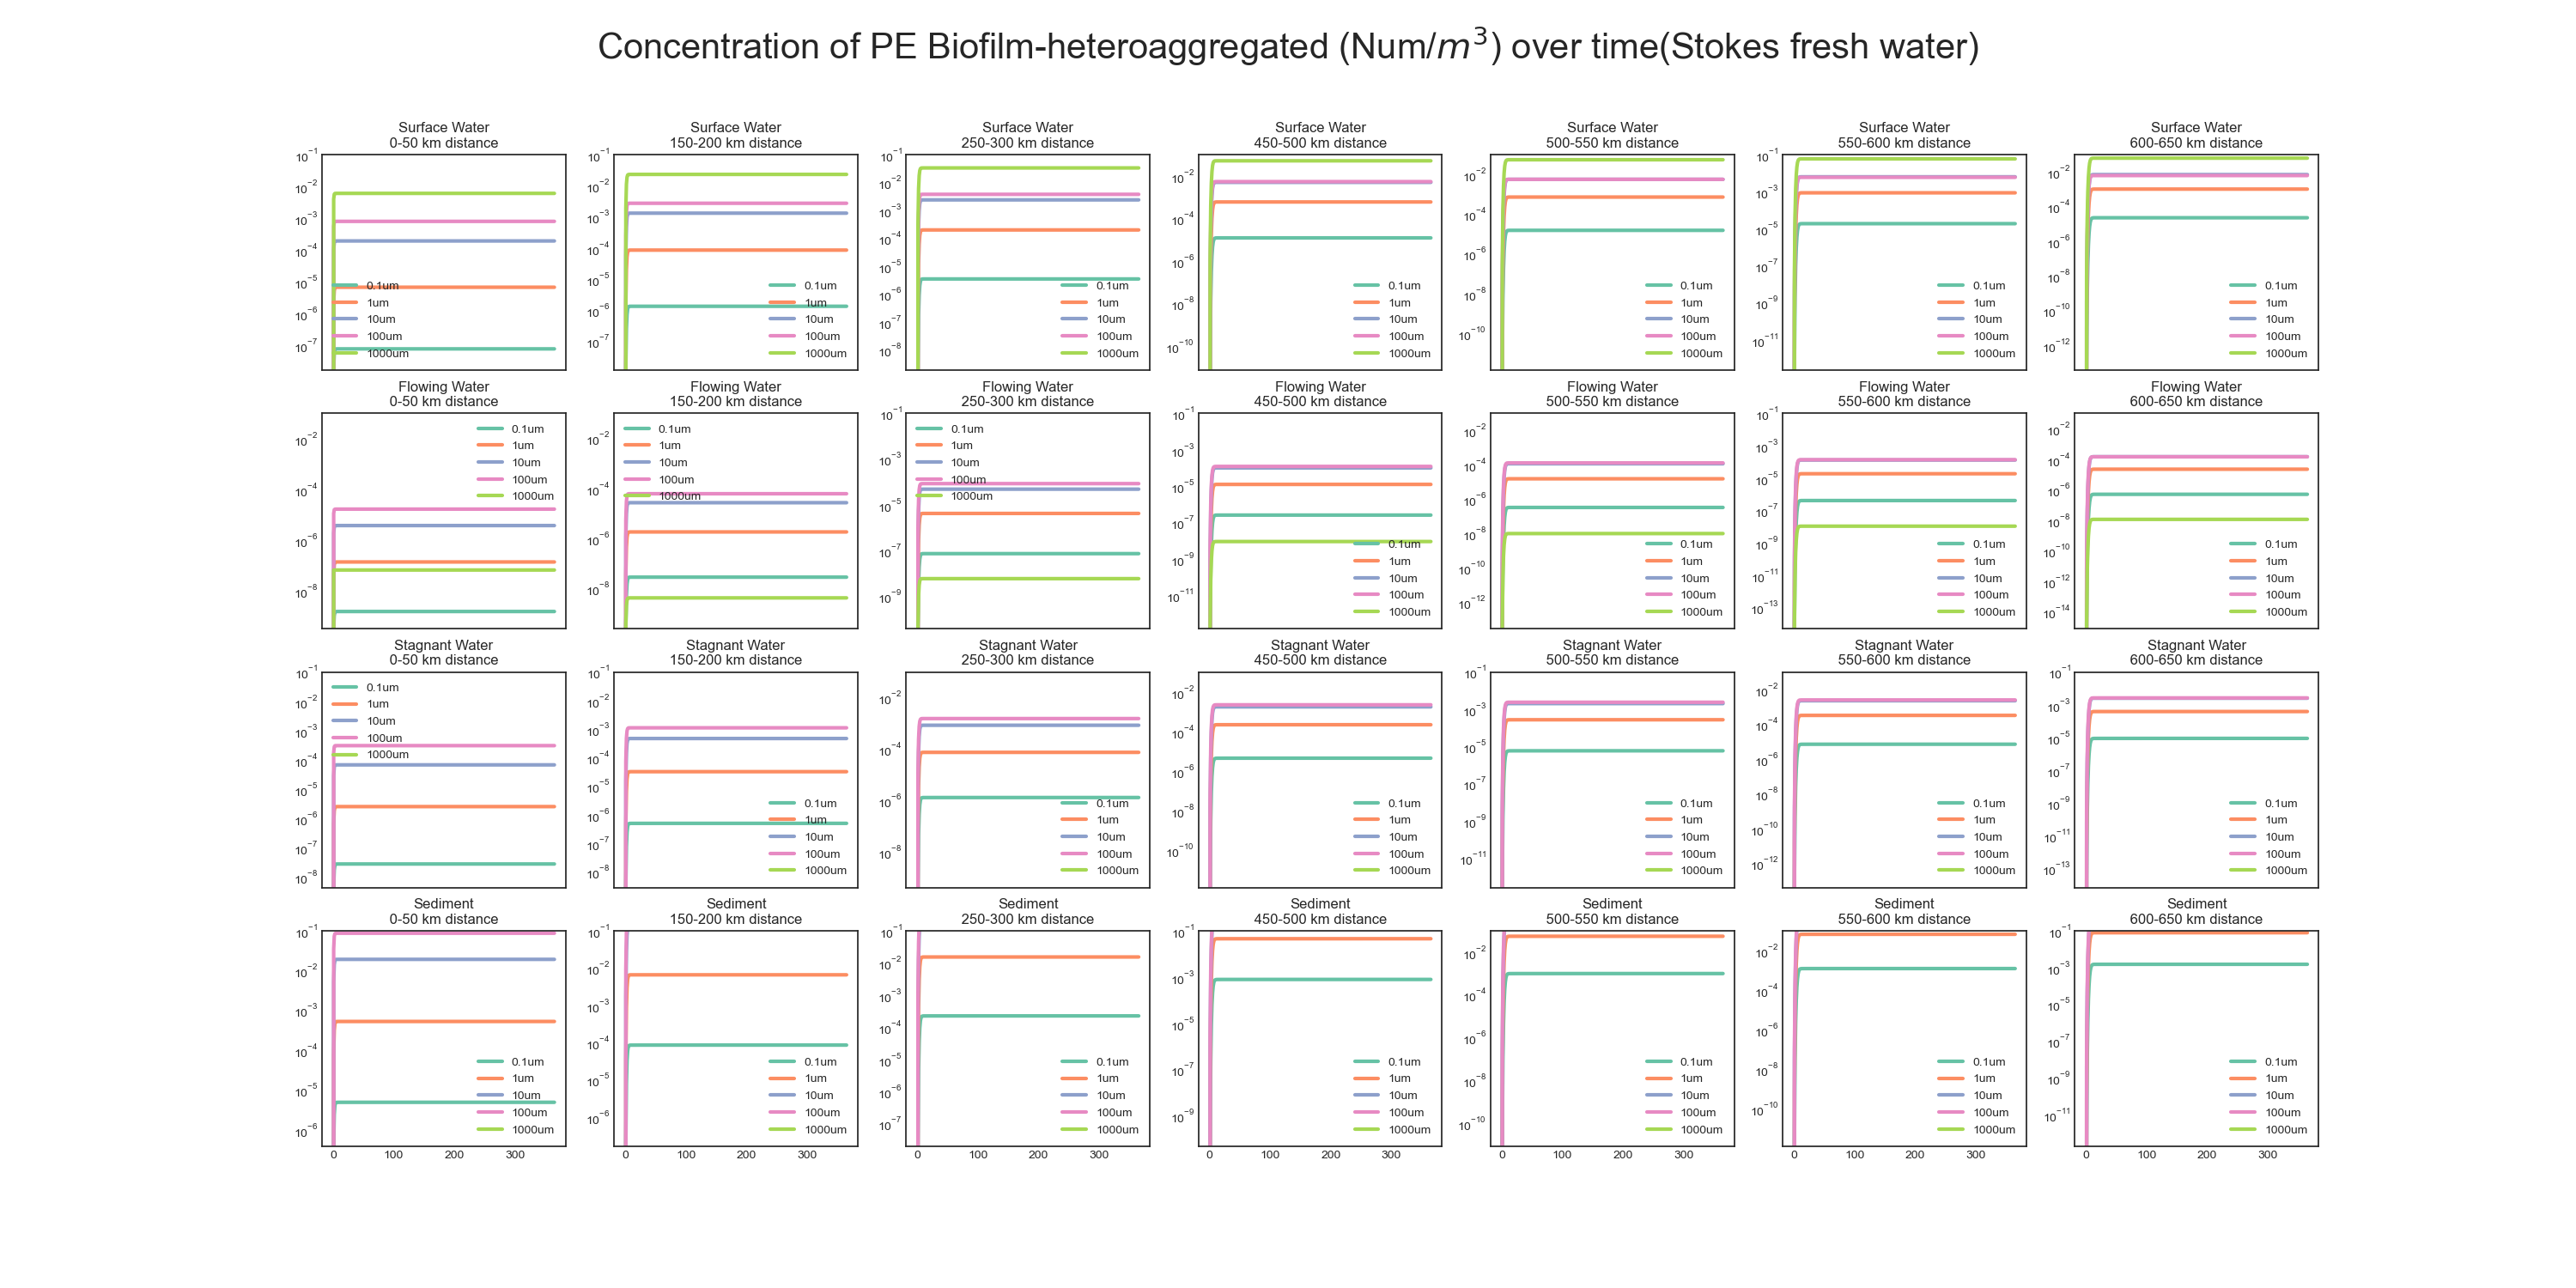 Concentration of PE Biofilm-heteroaggregated (Num/m³) over time(Stokes fresh water)
Surface Water
0-50 km distance
10⁻¹
10⁻²
10⁻³
10⁻⁴
10⁻⁵
10⁻⁶
10⁻⁷
0.1um
1um
10um
100um
1000um
Surface Water
150-200 km distance
10⁻¹
10⁻²
10⁻³
10⁻⁴
10⁻⁵
10⁻⁶
10⁻⁷
0.1um
1um
10um
100um
1000um
Surface Water
250-300 km distance
10⁻¹
10⁻²
10⁻³
10⁻⁴
10⁻⁵
10⁻⁶
10⁻⁷
10⁻⁸
0.1um
1um
10um
100um
1000um
Surface Water
450-500 km distance
10⁻²
10⁻⁴
10⁻⁶
10⁻⁸
10⁻¹⁰
0.1um
1um
10um
100um
1000um
Surface Water
500-550 km distance
10⁻²
10⁻⁴
10⁻⁶
10⁻⁸
10⁻¹⁰
0.1um
1um
10um
100um
1000um
Surface Water
550-600 km distance
10⁻¹
10⁻³
10⁻⁵
10⁻⁷
10⁻⁹
10⁻¹¹
0.1um
1um
10um
100um
1000um
Surface Water
600-650 km distance
10⁻²
10⁻⁴
10⁻⁶
10⁻⁸
10⁻¹⁰
10⁻¹²
0.1um
1um
10um
100um
1000um
Flowing Water
0-50 km distance
10⁻²
10⁻⁴
10⁻⁶
10⁻⁸
0.1um
1um
10um
100um
1000um
Flowing Water
150-200 km distance
10⁻²
10⁻⁴
10⁻⁶
10⁻⁸
0.1um
1um
10um
100um
1000um
Flowing Water
250-300 km distance
10⁻¹
10⁻³
10⁻⁵
10⁻⁷
10⁻⁹
0.1um
1um
10um
100um
1000um
Flowing Water
450-500 km distance
10⁻¹
10⁻³
10⁻⁵
10⁻⁷
10⁻⁹
10⁻¹¹
0.1um
1um
10um
100um
1000um
Flowing Water
500-550 km distance
10⁻²
10⁻⁴
10⁻⁶
10⁻⁸
10⁻¹⁰
10⁻¹²
0.1um
1um
10um
100um
1000um
Flowing Water
550-600 km distance
10⁻¹
10⁻³
10⁻⁵
10⁻⁷
10⁻⁹
10⁻¹¹
10⁻¹³
0.1um
1um
10um
100um
1000um
Flowing Water
600-650 km distance
10⁻²
10⁻⁴
10⁻⁶
10⁻⁸
10⁻¹⁰
10⁻¹²
10⁻¹⁴
0.1um
1um
10um
100um
1000um
Stagnant Water
0-50 km distance
10⁻¹
10⁻²
10⁻³
10⁻⁴
10⁻⁵
10⁻⁶
10⁻⁷
10⁻⁸
0.1um
1um
10um
100um
1000um
Stagnant Water
150-200 km distance
10⁻¹
10⁻²
10⁻³
10⁻⁴
10⁻⁵
10⁻⁶
10⁻⁷
10⁻⁸
0.1um
1um
10um
100um
1000um
Stagnant Water
250-300 km distance
10⁻²
10⁻⁴
10⁻⁶
10⁻⁸
0.1um
1um
10um
100um
1000um
Stagnant Water
450-500 km distance
10⁻²
10⁻⁴
10⁻⁶
10⁻⁸
10⁻¹⁰
0.1um
1um
10um
100um
1000um
Stagnant Water
500-550 km distance
10⁻¹
10⁻³
10⁻⁵
10⁻⁷
10⁻⁹
10⁻¹¹
0.1um
1um
10um
100um
1000um
Stagnant Water
550-600 km distance
10⁻²
10⁻⁴
10⁻⁶
10⁻⁸
10⁻¹⁰
10⁻¹²
0.1um
1um
10um
100um
1000um
Stagnant Water
600-650 km distance
10⁻¹
10⁻³
10⁻⁵
10⁻⁷
10⁻⁹
10⁻¹¹
10⁻¹³
0.1um
1um
10um
100um
1000um
Sediment
0-50 km distance
10⁻¹
10⁻²
10⁻³
10⁻⁴
10⁻⁵
10⁻⁶
0.1um
1um
10um
100um
1000um
0 100 200 300
Sediment
150-200 km distance
10⁻¹
10⁻²
10⁻³
10⁻⁴
10⁻⁵
10⁻⁶
0.1um
1um
10um
100um
1000um
0 100 200 300
Sediment
250-300 km distance
10⁻¹
10⁻²
10⁻³
10⁻⁴
10⁻⁵
10⁻⁶
10⁻⁷
0.1um
1um
10um
100um
1000um
0 100 200 300
Sediment
450-500 km distance
10⁻¹
10⁻³
10⁻⁵
10⁻⁷
10⁻⁹
0.1um
1um
10um
100um
1000um
0 100 200 300
Sediment
500-550 km distance
10⁻²
10⁻⁴
10⁻⁶
10⁻⁸
10⁻¹⁰
0.1um
1um
10um
100um
1000um
0 100 200 300
Sediment
550-600 km distance
10⁻²
10⁻⁴
10⁻⁶
10⁻⁸
10⁻¹⁰
0.1um
1um
10um
100um
1000um
0 100 200 300
Sediment
600-650 km distance
10⁻¹
10⁻³
10⁻⁵
10⁻⁷
10⁻⁹
10⁻¹¹
0.1um
1um
10um
100um
1000um
0 100 200 300